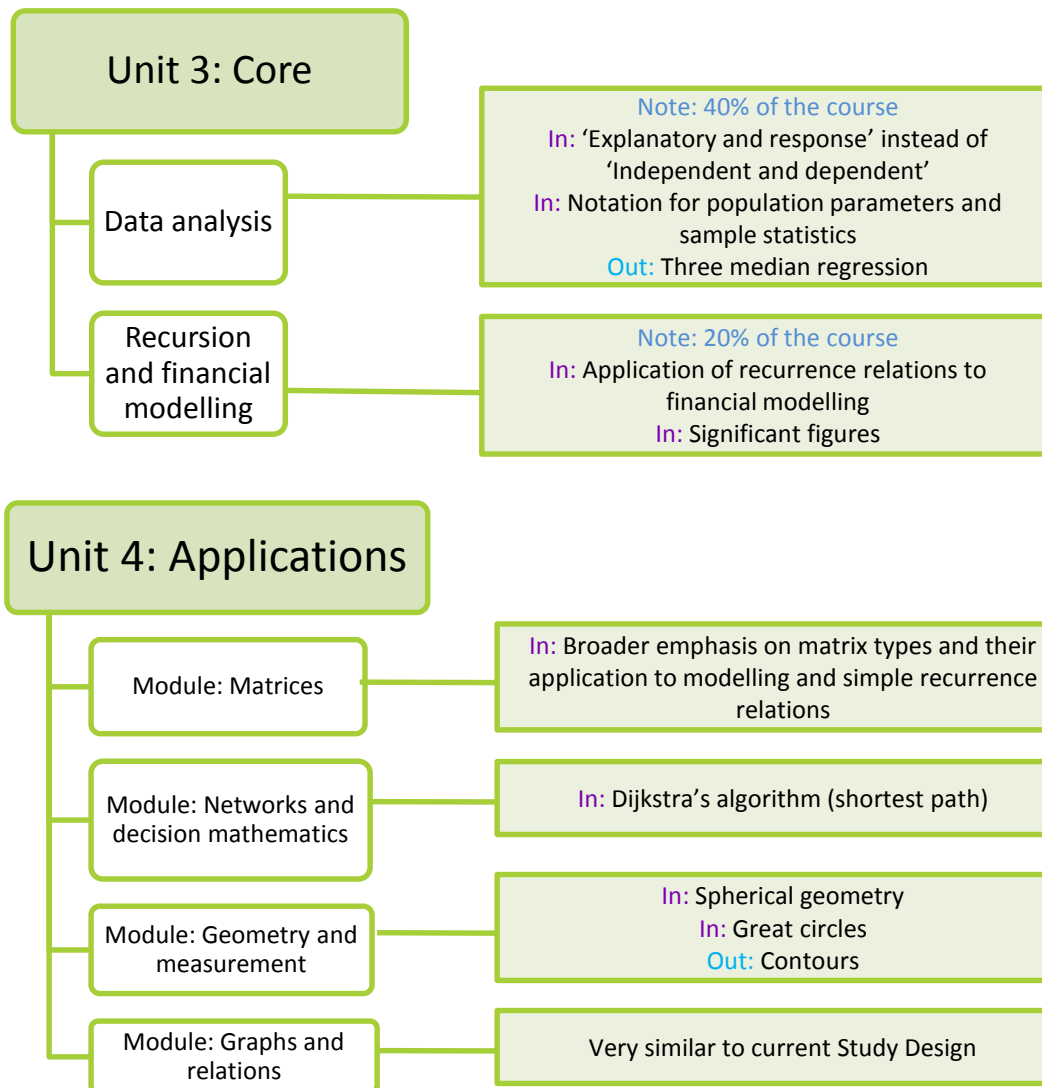 Unit 3: Core
Data analysis
Note: 40% of the course
In: ‘Explanatory and response’ instead of
‘Independent and dependent’
In: Notation for population parameters and
sample statistics
Out: Three median regression
Recursion
and financial
modelling
Note: 20% of the course
In: Application of recurrence relations to
financial modelling
In: Significant figures
Unit 4: Applications
Module: Matrices
In: Broader emphasis on matrix types and their
application to modelling and simple recurrence
relations
Module: Networks and
decision mathematics
In: Dijkstra’s algorithm (shortest path)
Module: Geometry and
measurement
In: Spherical geometry
In: Great circles
Out: Contours
Module: Graphs and
relations
Very similar to current Study Design